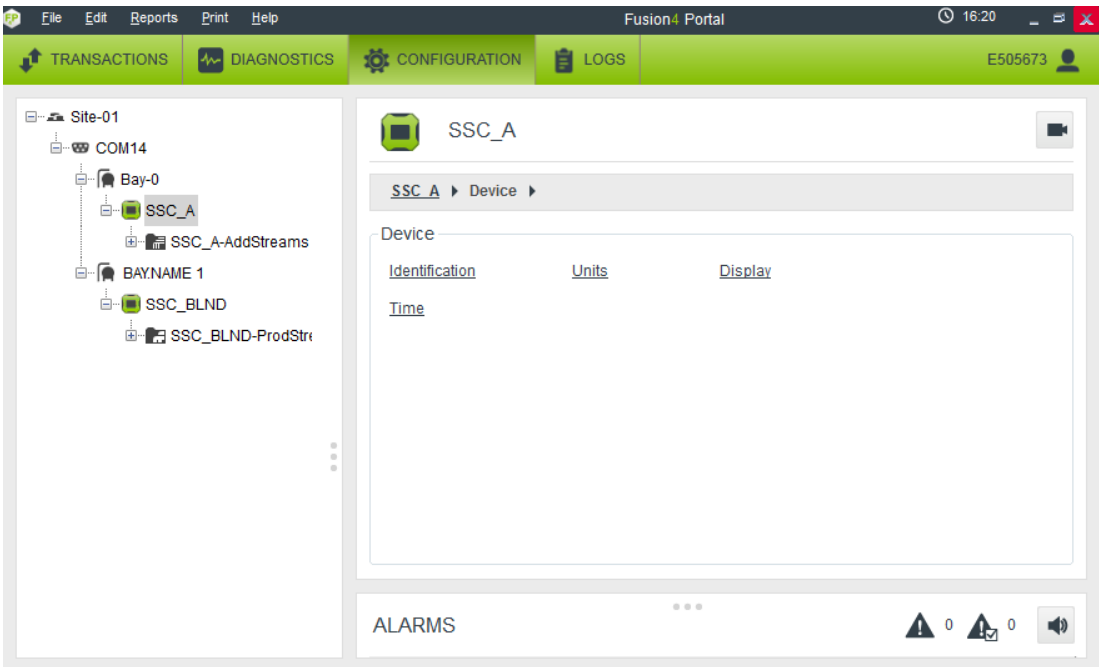 FP File Edit Reports Print Help Fusion4 Portal 16:20
TRANSACTIONS DIAGNOSTICS CONFIGURATION LOGS E505673
Site-01
COM14
Bay-0
SSC_A
SSC_A-AddStreams
BAY.NAME 1
SSC_BLND
SSC_BLND-ProdStre
SSC_A
SSC_A Device
Device
Identification Units Display
Time
ALARMS 0 0